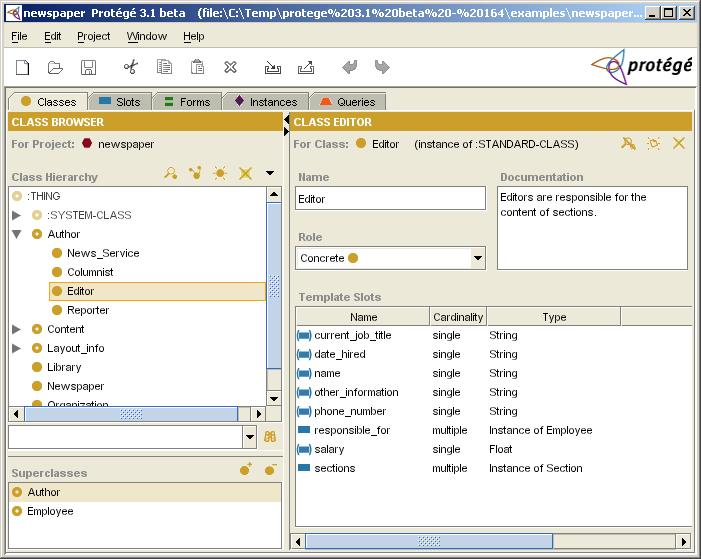 newspaper Protégé 3.1 beta (file:\C:\Temp\protege%203.1%20beta%20-%20164\examples\newspaper...
File Edit Project Window Help
protégé
Classes Slots Forms Instances Queries
CLASS BROWSER
For Project: newspaper
Class Hierarchy
:THING
:SYSTEM-CLASS
Author
News_Service
Columnist
Editor
Reporter
Content
Layout_info
Library
Newspaper
Organization
Superclasses
Author
Employee
CLASS EDITOR
For Class: Editor (instance of :STANDARD-CLASS)
Name
Editor
Documentation
Editors are responsible for the
content of sections.
Role
Concrete
Template Slots
Name Cardinality Type
current_job_title single String
date_hired single String
name single String
other_information single String
phone_number single String
responsible_for multiple Instance of Employee
salary single Float
sections multiple Instance of Section